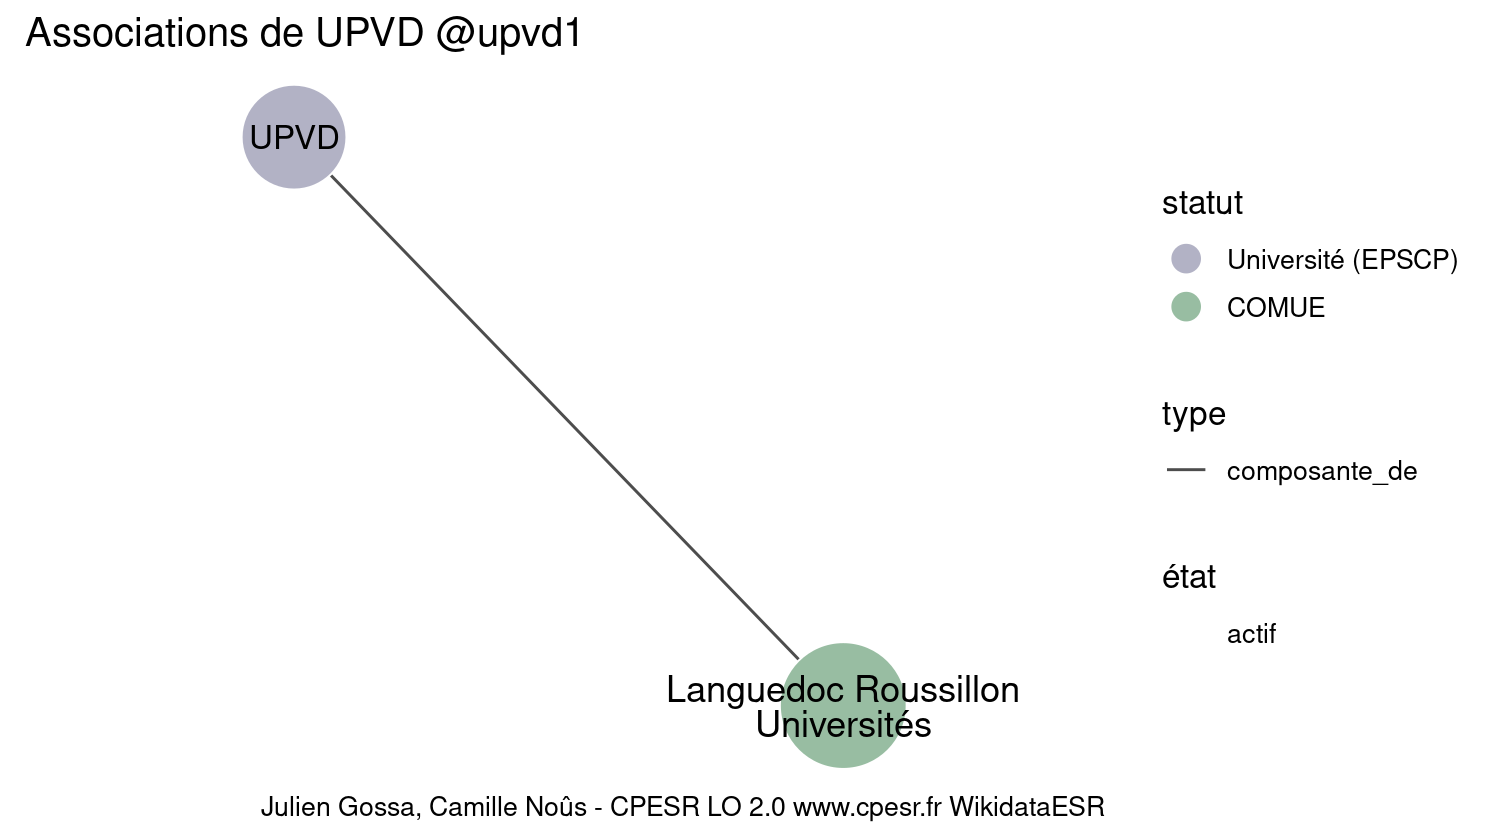 Associations de UPVD @upvd1
UPVD
statut
Université (EPSCP)
COMUE
type
composante_de
état
actif
Languedoc Roussillon
Universités
Julien Gossa, Camille Noûs - CPESR LO 2.0 www.cpesr.fr WikidataESR